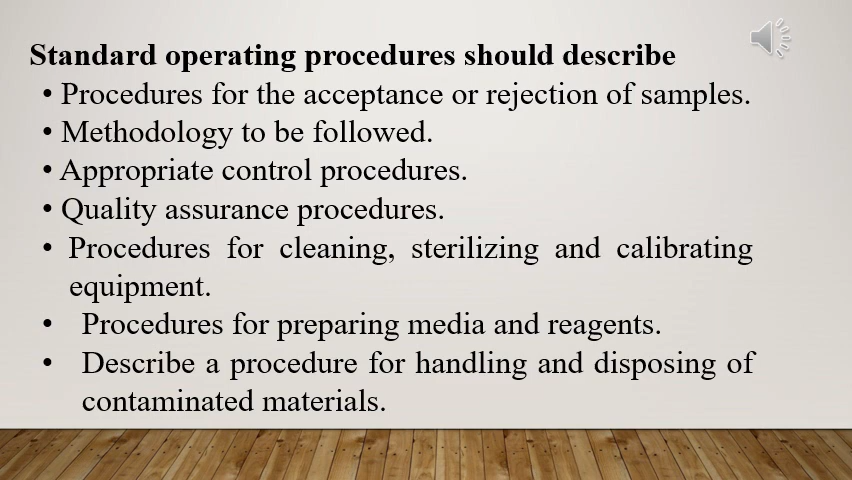 Standard operating procedures should describe
• Procedures for the acceptance or rejection of samples.
• Methodology to be followed.
• Appropriate control procedures.
• Quality assurance procedures.
• Procedures for cleaning, sterilizing and calibrating
equipment.
• Procedures for preparing media and reagents.
• Describe a procedure for handling and disposing of
contaminated materials.